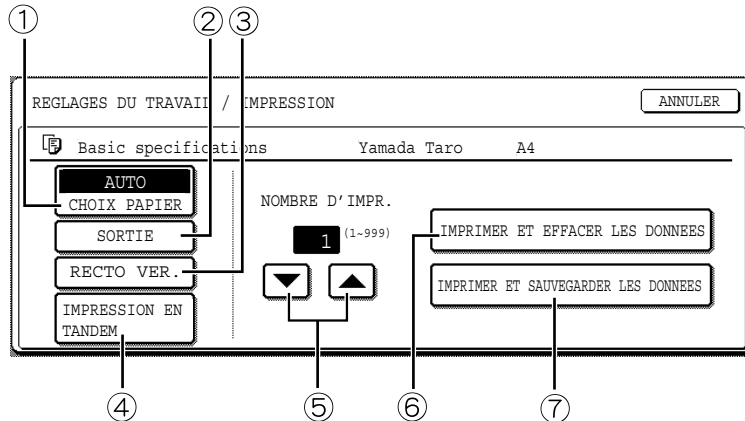 ① ② ③
REGLAGES DU TRAVAIL / IMPRESSION ANNULER
Basic specifications Yamada Taro A4
AUTO
CHOIX PAPIER
SORTIE
RECTO VER.
IMPRESSION EN
TANDEM
NOMBRE D'IMPR.
1 (1~999)
IMPRIMER ET EFFACER LES DONNEES
IMPRIMER ET SAUVEGARDER LES DONNEES
④ ⑤ ⑥ ⑦